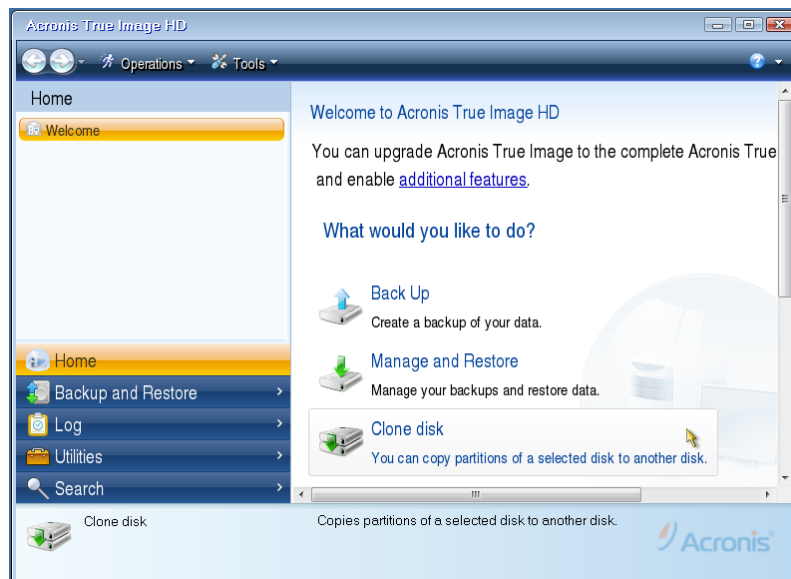 Acronis True Image HD
Operations Tools
Home
Welcome
Home
Backup and Restore
Log
Utilities
Search
Welcome to Acronis True Image HD
You can upgrade Acronis True Image to the complete Acronis True
and enable additional features.
What would you like to do?
Back Up
Create a backup of your data.
Manage and Restore
Manage your backups and restore data.
Clone disk
You can copy partitions of a selected disk to another disk.
Clone disk
Copies partitions of a selected disk to another disk.
Acronis